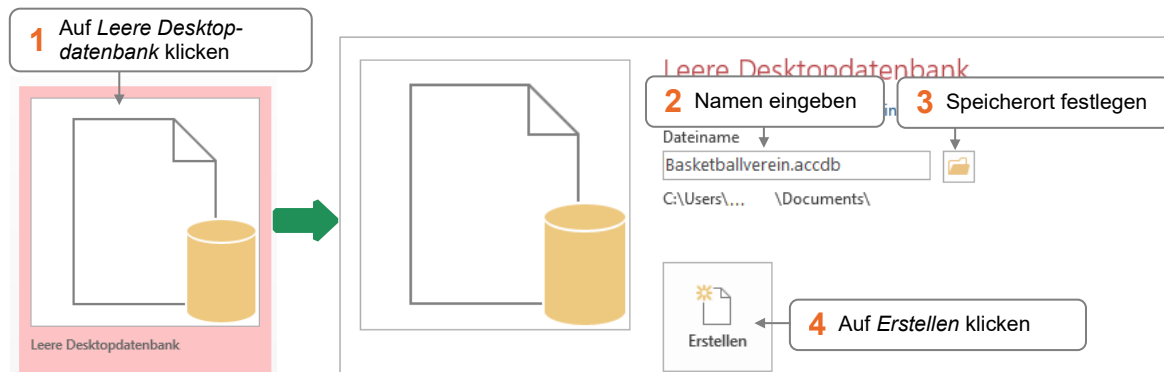 1 Auf Leere Desktop-
datenbank klicken
Leere Desktopdatenbank
Leere Desktopdatenbank
2 Namen eingeben
3 Speicherort festlegen
Dateiname
Basketballverein.accdb
C:\Users\... \Documents\
Erstellen
4 Auf Erstellen klicken